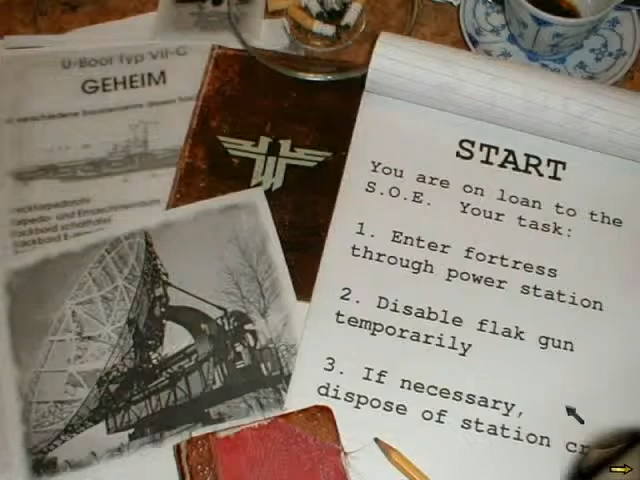 U-Boot Typ VII-C
GEHEIM
START
You are on loan to the
S.O.E. Your task:
1. Enter fortress
through power station
2. Disable flak gun
temporarily
3. If necessary,
dispose of station cr